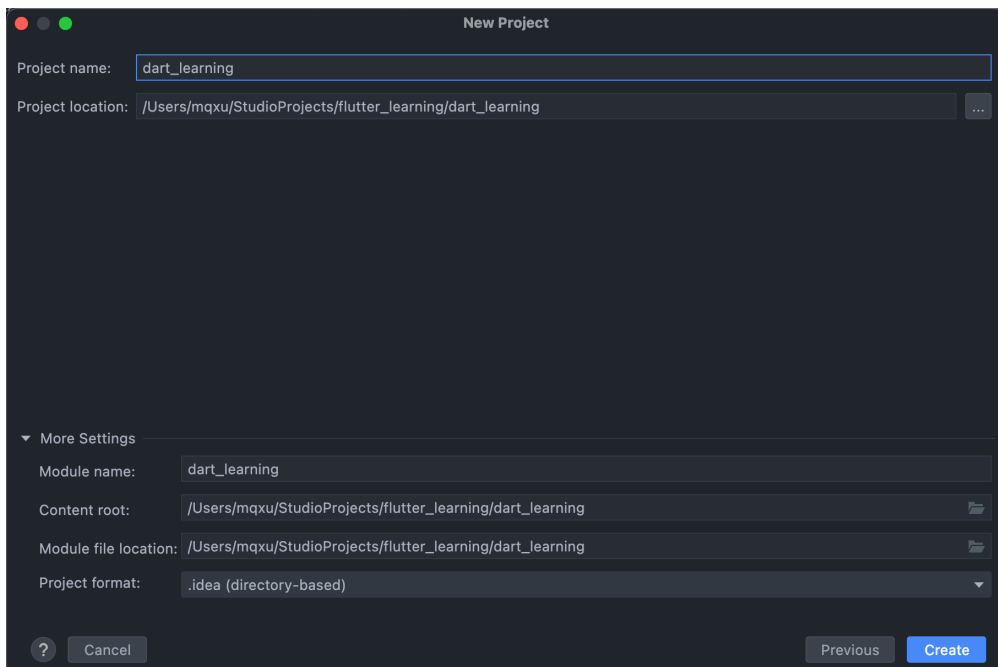 New Project
Project name: dart_learning
Project location: /Users/mqxu/StudioProjects/flutter_learning/dart_learning ...
More Settings
Module name: dart_learning
Content root: /Users/mqxu/StudioProjects/flutter_learning/dart_learning
Module file location: /Users/mqxu/StudioProjects/flutter_learning/dart_learning
Project format: .idea (directory-based)
? Cancel Previous Create